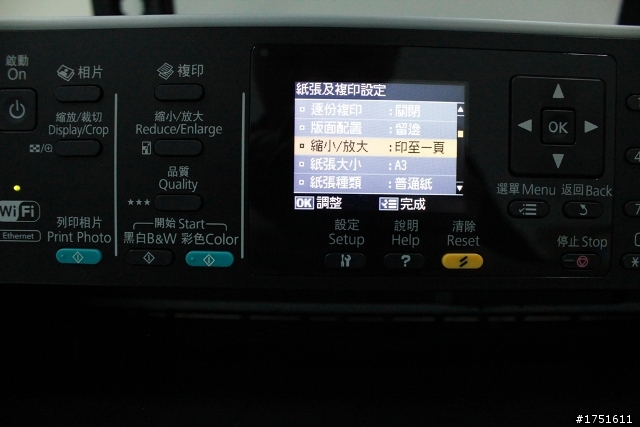 啟動
On
相片
縮放/裁切
Display/Crop
WiFi
Ethernet
列印相片
Print Photo
複印
縮小/放大
Reduce/Enlarge
品質
Quality
★★★
開始 Start
黑白B&W 彩色Color
紙張及複印設定
逐份複印 :關閉
版面配置 :留邊
縮小/放大 :印至一頁
紙張大小 :A3
紙張種類 :普通紙
OK 調整 完成
設定
Setup
說明
Help
?
清除
Reset
OK
選單 Menu 返回 Back
停止 Stop
#1751611